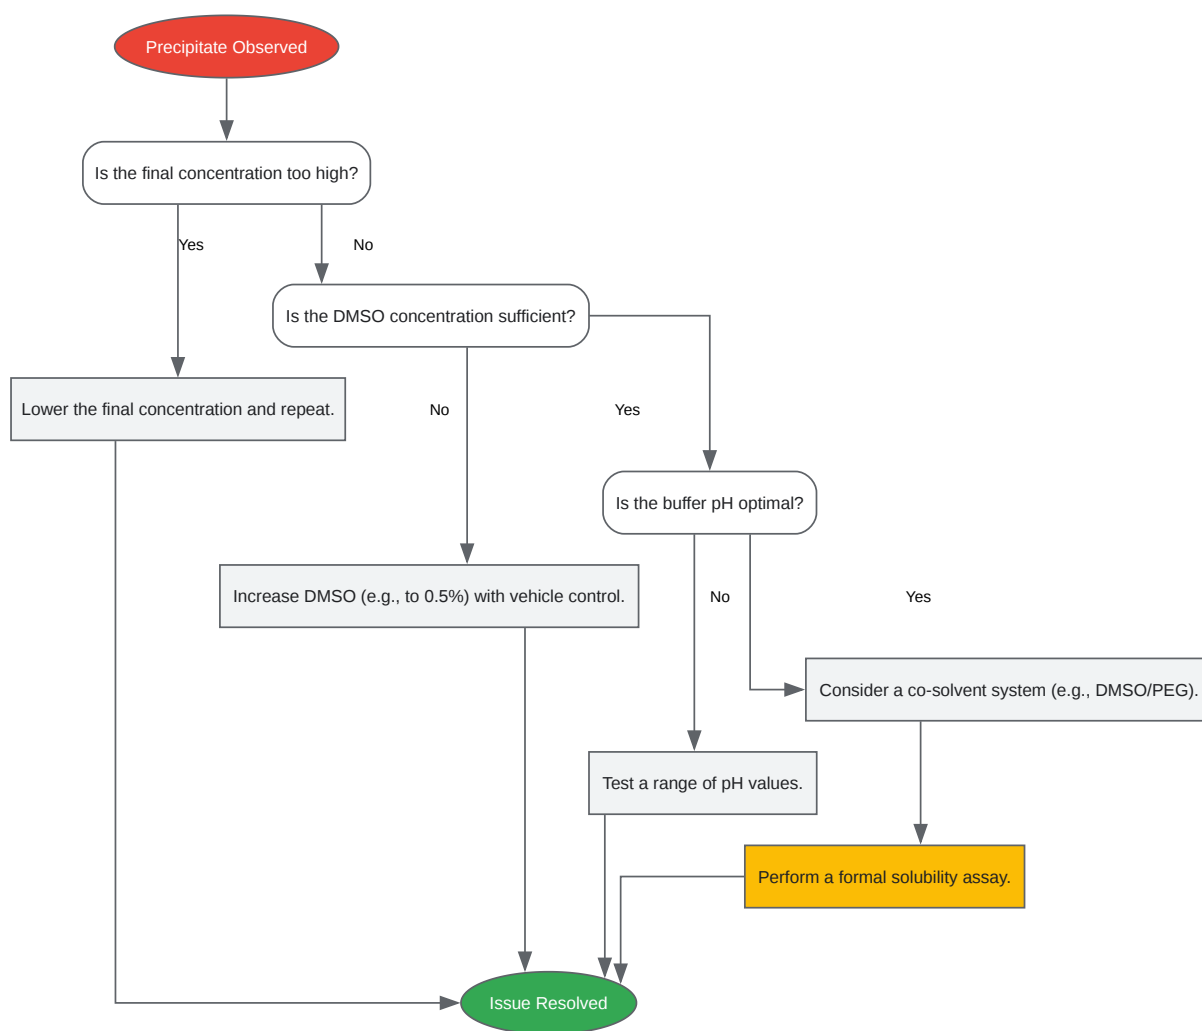 Precipitate Observed
Is the final concentration too high?
Yes
No
Is the DMSO concentration sufficient?
Lower the final concentration and repeat.
No
Yes
Is the buffer pH optimal?
Increase DMSO (e.g., to 0.5%) with vehicle control.
No
Yes
Consider a co-solvent system (e.g., DMSO/PEG).
Test a range of pH values.
Perform a formal solubility assay.
Issue Resolved